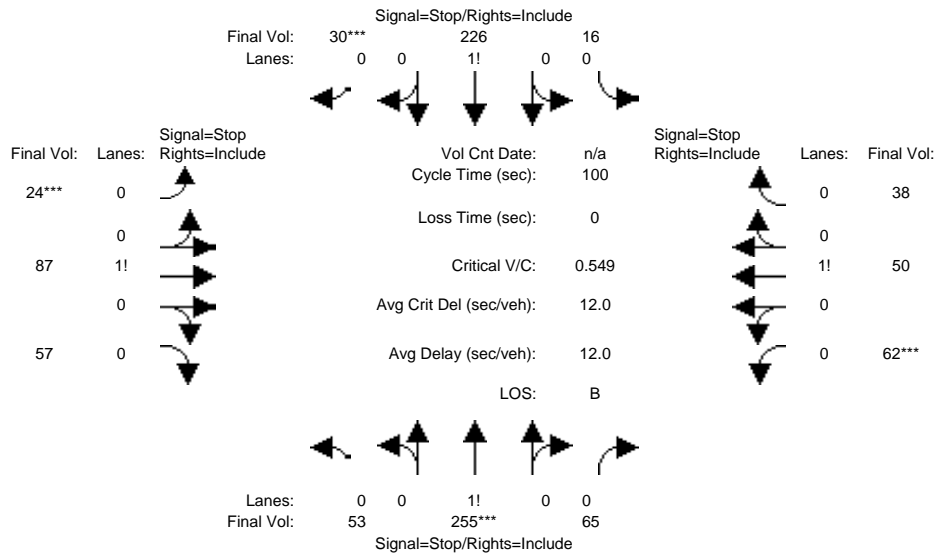 Signal=Stop/Rights=Include
Final Vol: 30*** 226 16
Lanes: 0 0 1! 0 0
Signal=Stop
Final Vol: Lanes: Rights=Include
Vol Cnt Date: n/a
Signal=Stop
Rights=Include Lanes: Final Vol:
Cycle Time (sec): 100
24*** 0
0 38
Loss Time (sec): 0
0
0
87 1!
Critical V/C: 0.549
1! 50
0
Avg Crit Del (sec/veh): 12.0
0
57 0
Avg Delay (sec/veh): 12.0
0 62***
LOS: B
Lanes: 0 0 1! 0 0
Final Vol: 53 255*** 65
Signal=Stop/Rights=Include